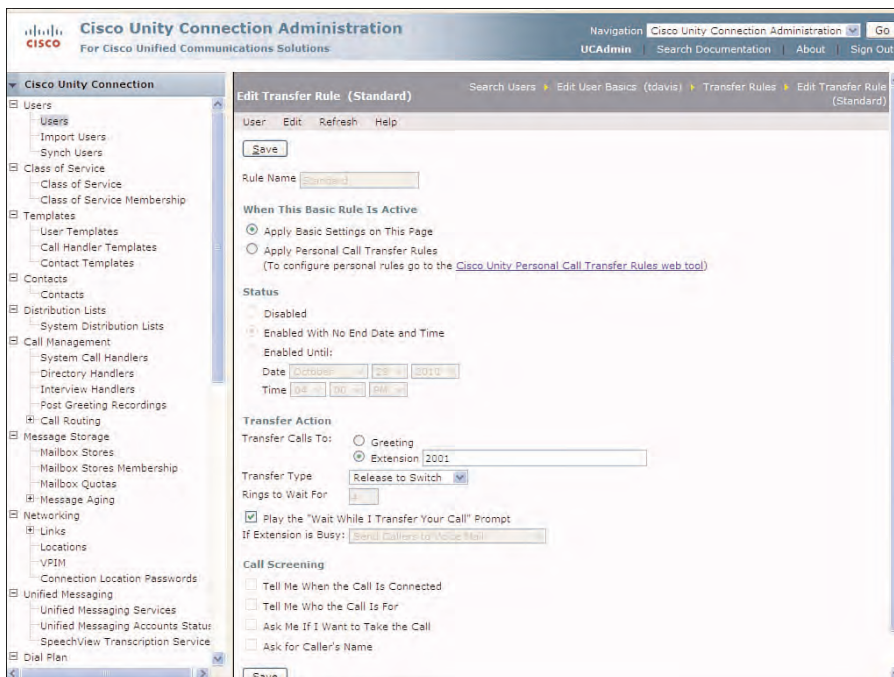 Cisco Unity Connection Administration
For Cisco Unified Communications Solutions
CISCO
Navigation Cisco Unity Connection Administration Go
UCAdmin Search Documentation About Sign Out
Cisco Unity Connection
Users
Users
Import Users
Synch Users
Class of Service
Class of Service
Class of Service Membership
Templates
User Templates
Call Handler Templates
Contact Templates
Contacts
Contacts
Distribution Lists
System Distribution Lists
Call Management
System Call Handlers
Directory Handlers
Interview Handlers
Post Greeting Recordings
Call Routing
Message Storage
Mailbox Stores
Mailbox Stores Membership
Mailbox Quotas
Message Aging
Networking
Links
Locations
VPIM
Connection Location Passwords
Unified Messaging
Unified Messaging Services
Unified Messaging Accounts Status
SpeechView Transcription Service
Dial Plan
Edit Transfer Rule (Standard)
Search Users Edit User Basics (tdavis) Transfer Rules Edit Transfer Rule
(Standard)
User Edit Refresh Help
Save
Rule Name Standard
When This Basic Rule Is Active
Apply Basic Settings on This Page
Apply Personal Call Transfer Rules
(To configure personal rules go to the Cisco Unity Personal Call Transfer Rules web tool)
Status
Disabled
Enabled With No End Date and Time
Enabled Until:
Date October 29 2010
Time 04 00 PM
Transfer Action
Transfer Calls To: Greeting
Extension 2001
Transfer Type Release to Switch
Rings to Wait For
Play the "Wait While I Transfer Your Call" Prompt
If Extension is Busy: Send Callers to Voice Mail
Call Screening
Tell Me When the Call Is Connected
Tell Me Who the Call Is For
Ask Me If I Want to Take the Call
Ask for Caller's Name
Save